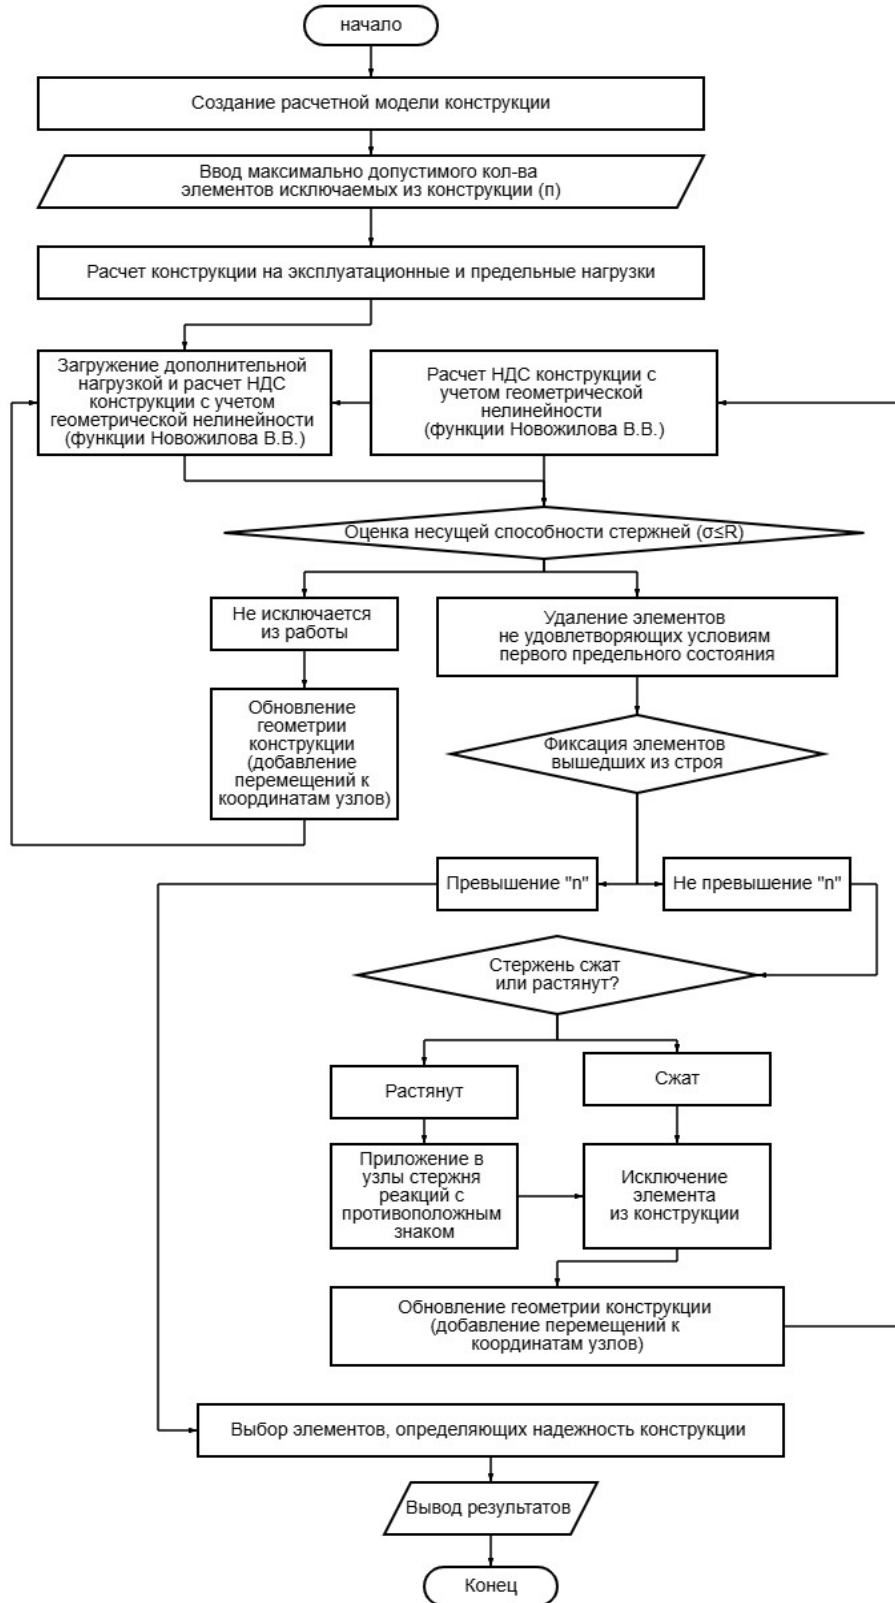 начало
Создание расчетной модели конструкции
Ввод максимально допустимого кол-ва
элементов исключаемых из конструкции (п)
Расчет конструкции на эксплуатационные и предельные нагрузки
Загружение дополнительной
нагрузкой и расчет НДС
конструкции с учетом
геометрической нелинейности
(функции Новожилова В.В.)
Расчет НДС конструкции с
учетом геометрической
нелинейности
(функции Новожилова В.В.)
Оценка несущей способности стержней (σ≤R)
Не исключается
из работы
Удаление элементов
не удовлетворяющих условиям
первого предельного состояния
Обновление
геометрии
конструкции
(добавление
перемещений к
координатам узлов)
Фиксация элементов
вышедших из строя
Превышение "n"
Не превышение "n"
Стержень сжат
или растянут?
Растянут
Сжат
Приложение в
узлы стержня
реакций с
противоположным
знаком
Исключение
элемента
из конструкции
Обновление геометрии конструкции
(добавление перемещений к
координатам узлов)
Выбор элементов, определяющих надежность конструкции
Вывод результатов
Конец